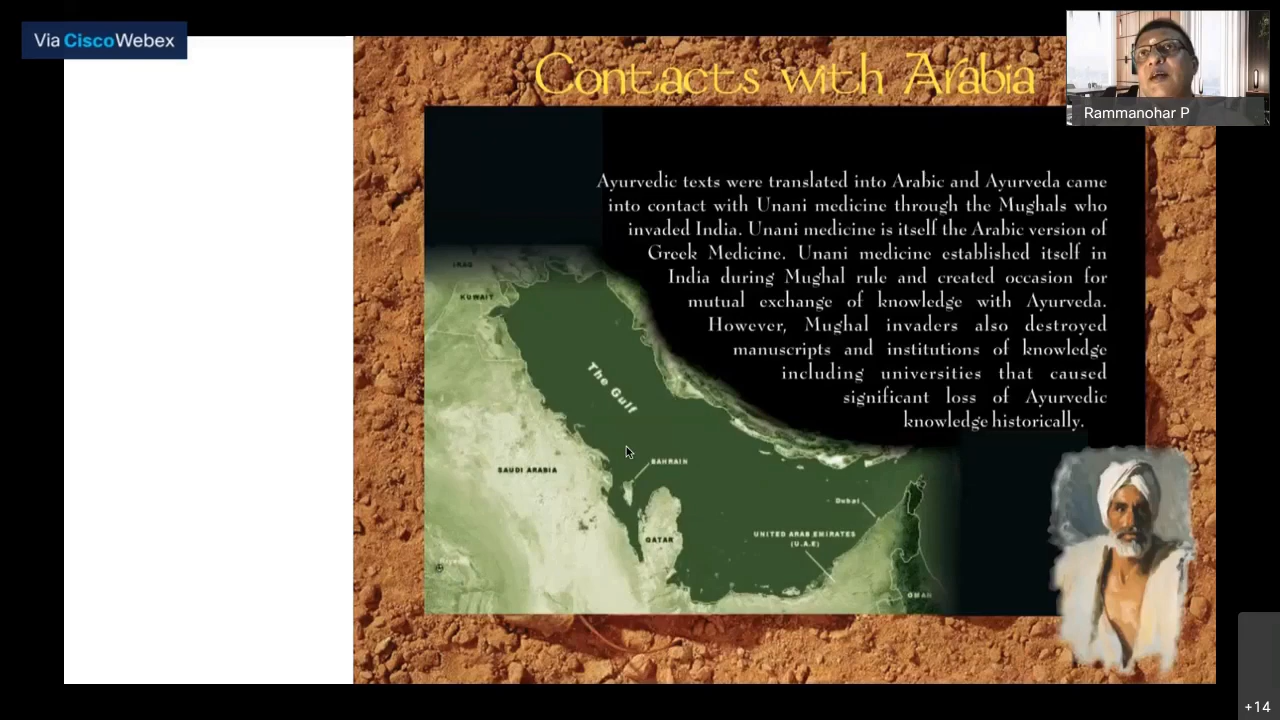 Via Cisco Webex
Contacts with Arabia
Rammanohar P
Ayurvedic texts were translated into Arabic and Ayurveda came
into contact with Unani medicine through the Mughals who
invaded India. Unani medicine is itself the Arabic version of
Greek Medicine. Unani medicine established itself in
India during Mughal rule and created occasion for
mutual exchange of knowledge with Ayurveda.
However, Mughal invaders also destroyed
manuscripts and institutions of knowledge
including universities that caused
significant loss of Ayurvedic
knowledge historically.
IRAQ
KUWAIT
The Gulf
BAHRAIN
SAUDI ARABIA
Dubai
UNITED ARAB EMIRATES
(U.A.E)
QATAR
OMAN
+14